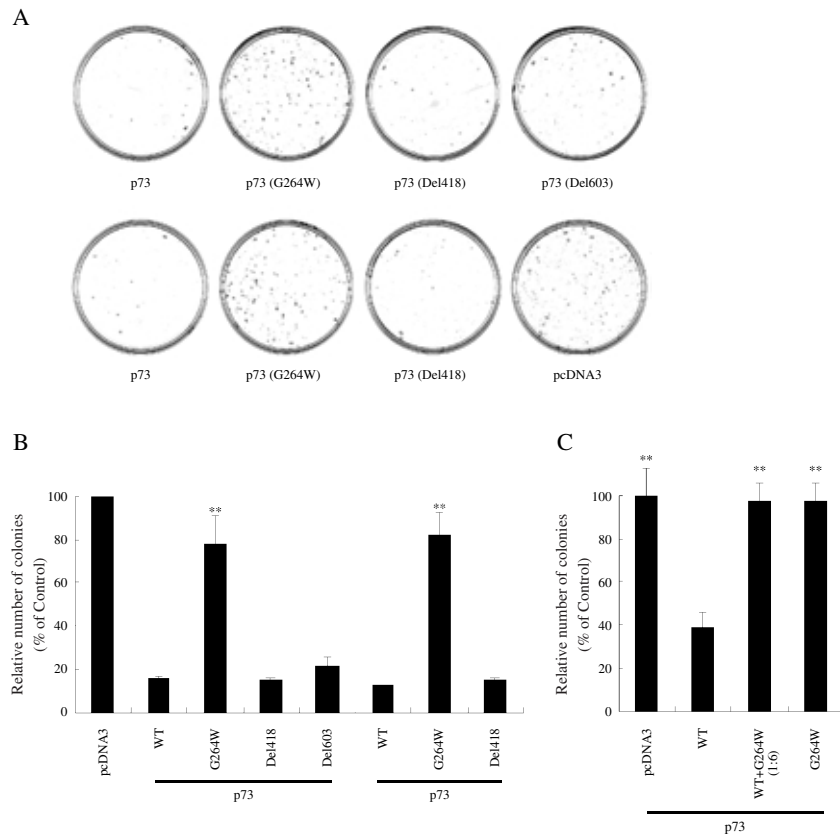 A
p73
p73 (G264W)
p73 (Del418)
p73 (Del603)
p73
p73 (G264W)
p73 (Del418)
pcDNA3
B
Relative number of colonies
(% of Control)
100
80
60
40
20
0
**
**
pcDNA3
WT
G264W
Del418
Del603
WT
G264W
Del418
p73
p73
C
Relative number of colonies
(% of Control)
100
80
60
40
20
0
**
**
**
pcDNA3
WT
WT+G264W
(1:6)
G264W
p73